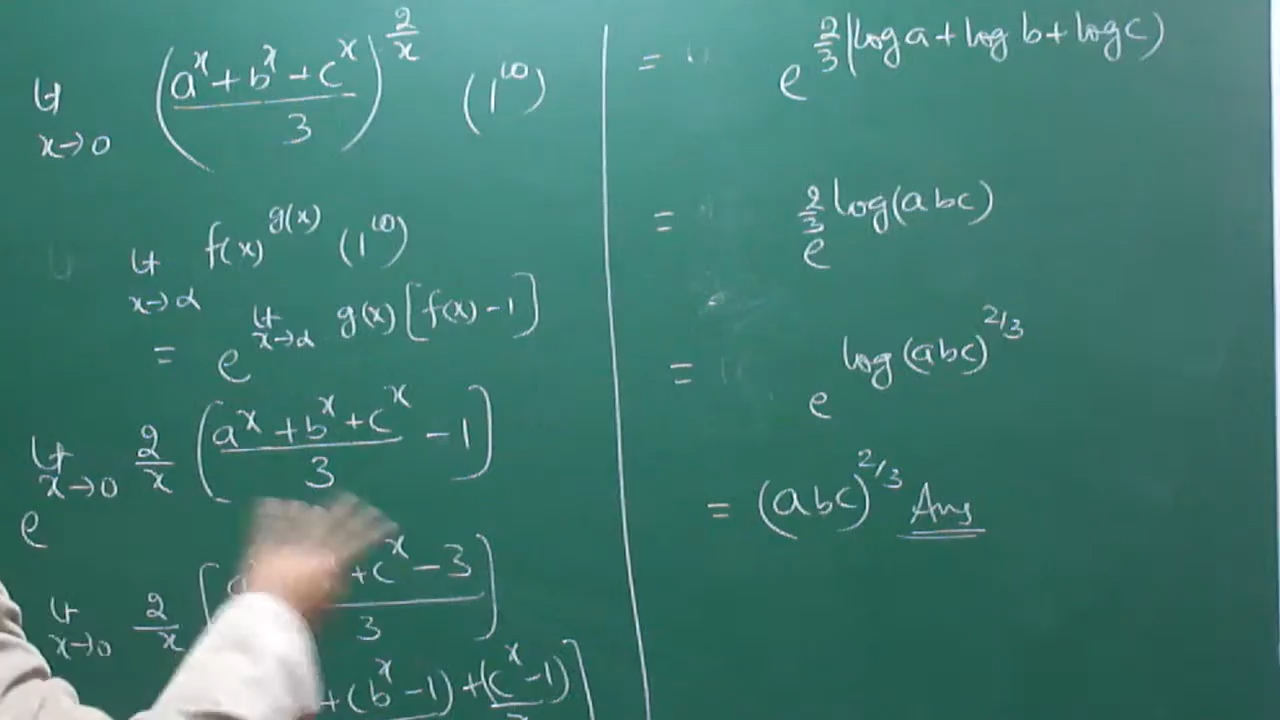 lt x→0 (a^x + b^x + c^x / 3)^(2/x) (1^∞)
lt x→α f(x)^g(x) (1^∞)
= e^(lt x→α g(x)[f(x) - 1])
e^(lt x→0 2/x (a^x + b^x + c^x / 3 - 1))
lt x→0 2/x [a + c^x - 3 / 3]
+ (b^x - 1) + (c^x - 1)]
= e^(2/3 (log a + log b + log c))
= e^(2/3 log(abc))
= e^(log(abc)^(2/3))
= (abc)^(2/3) Ans